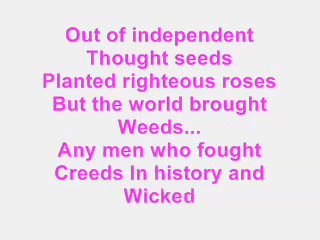 Out of independent
Thought seeds
Planted righteous roses
But the world brought
Weeds...
Any men who fought
Creeds In history and
Wicked